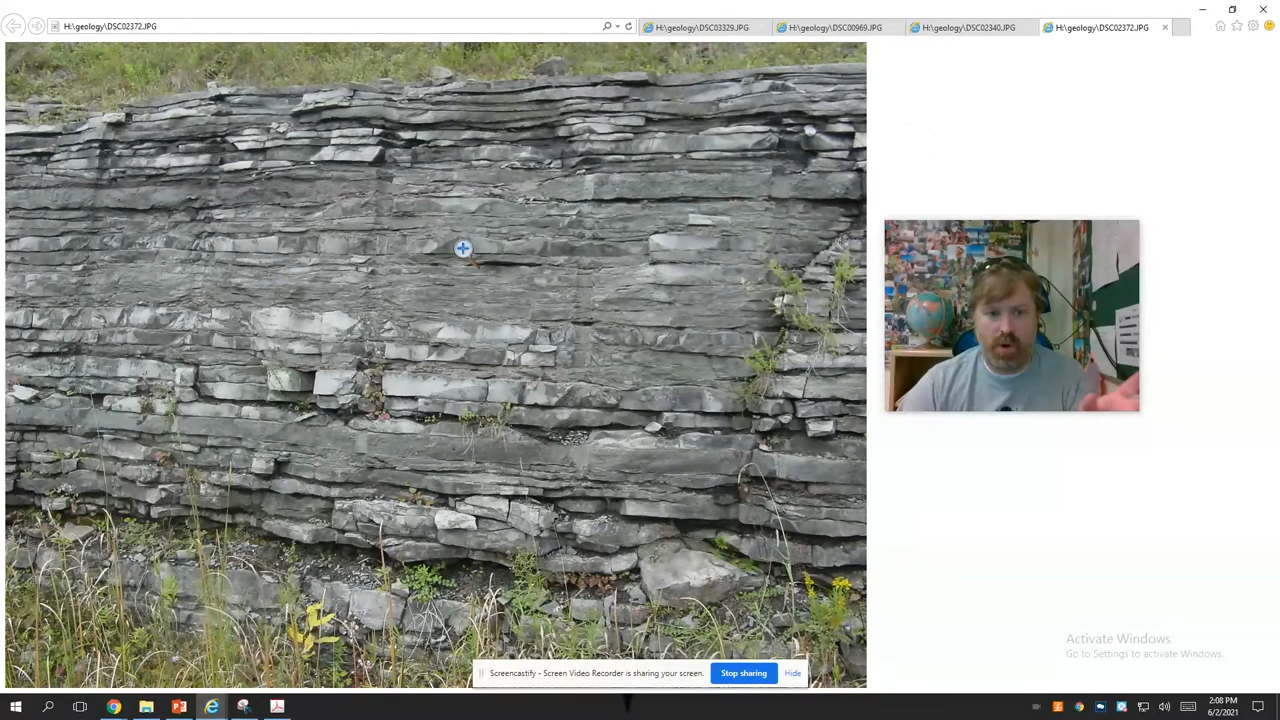 H:\geology\DSC02372.JPG
H:\geology\DSC03329.JPG
H:\geology\DSC00969.JPG
H:\geology\DSC02340.JPG
H:\geology\DSC02372.JPG
Activate Windows
Go to Settings to activate Windows.
Screencastify - Screen Video Recorder is sharing your screen.
Stop sharing
Hide
2:08 PM
6/2/2021